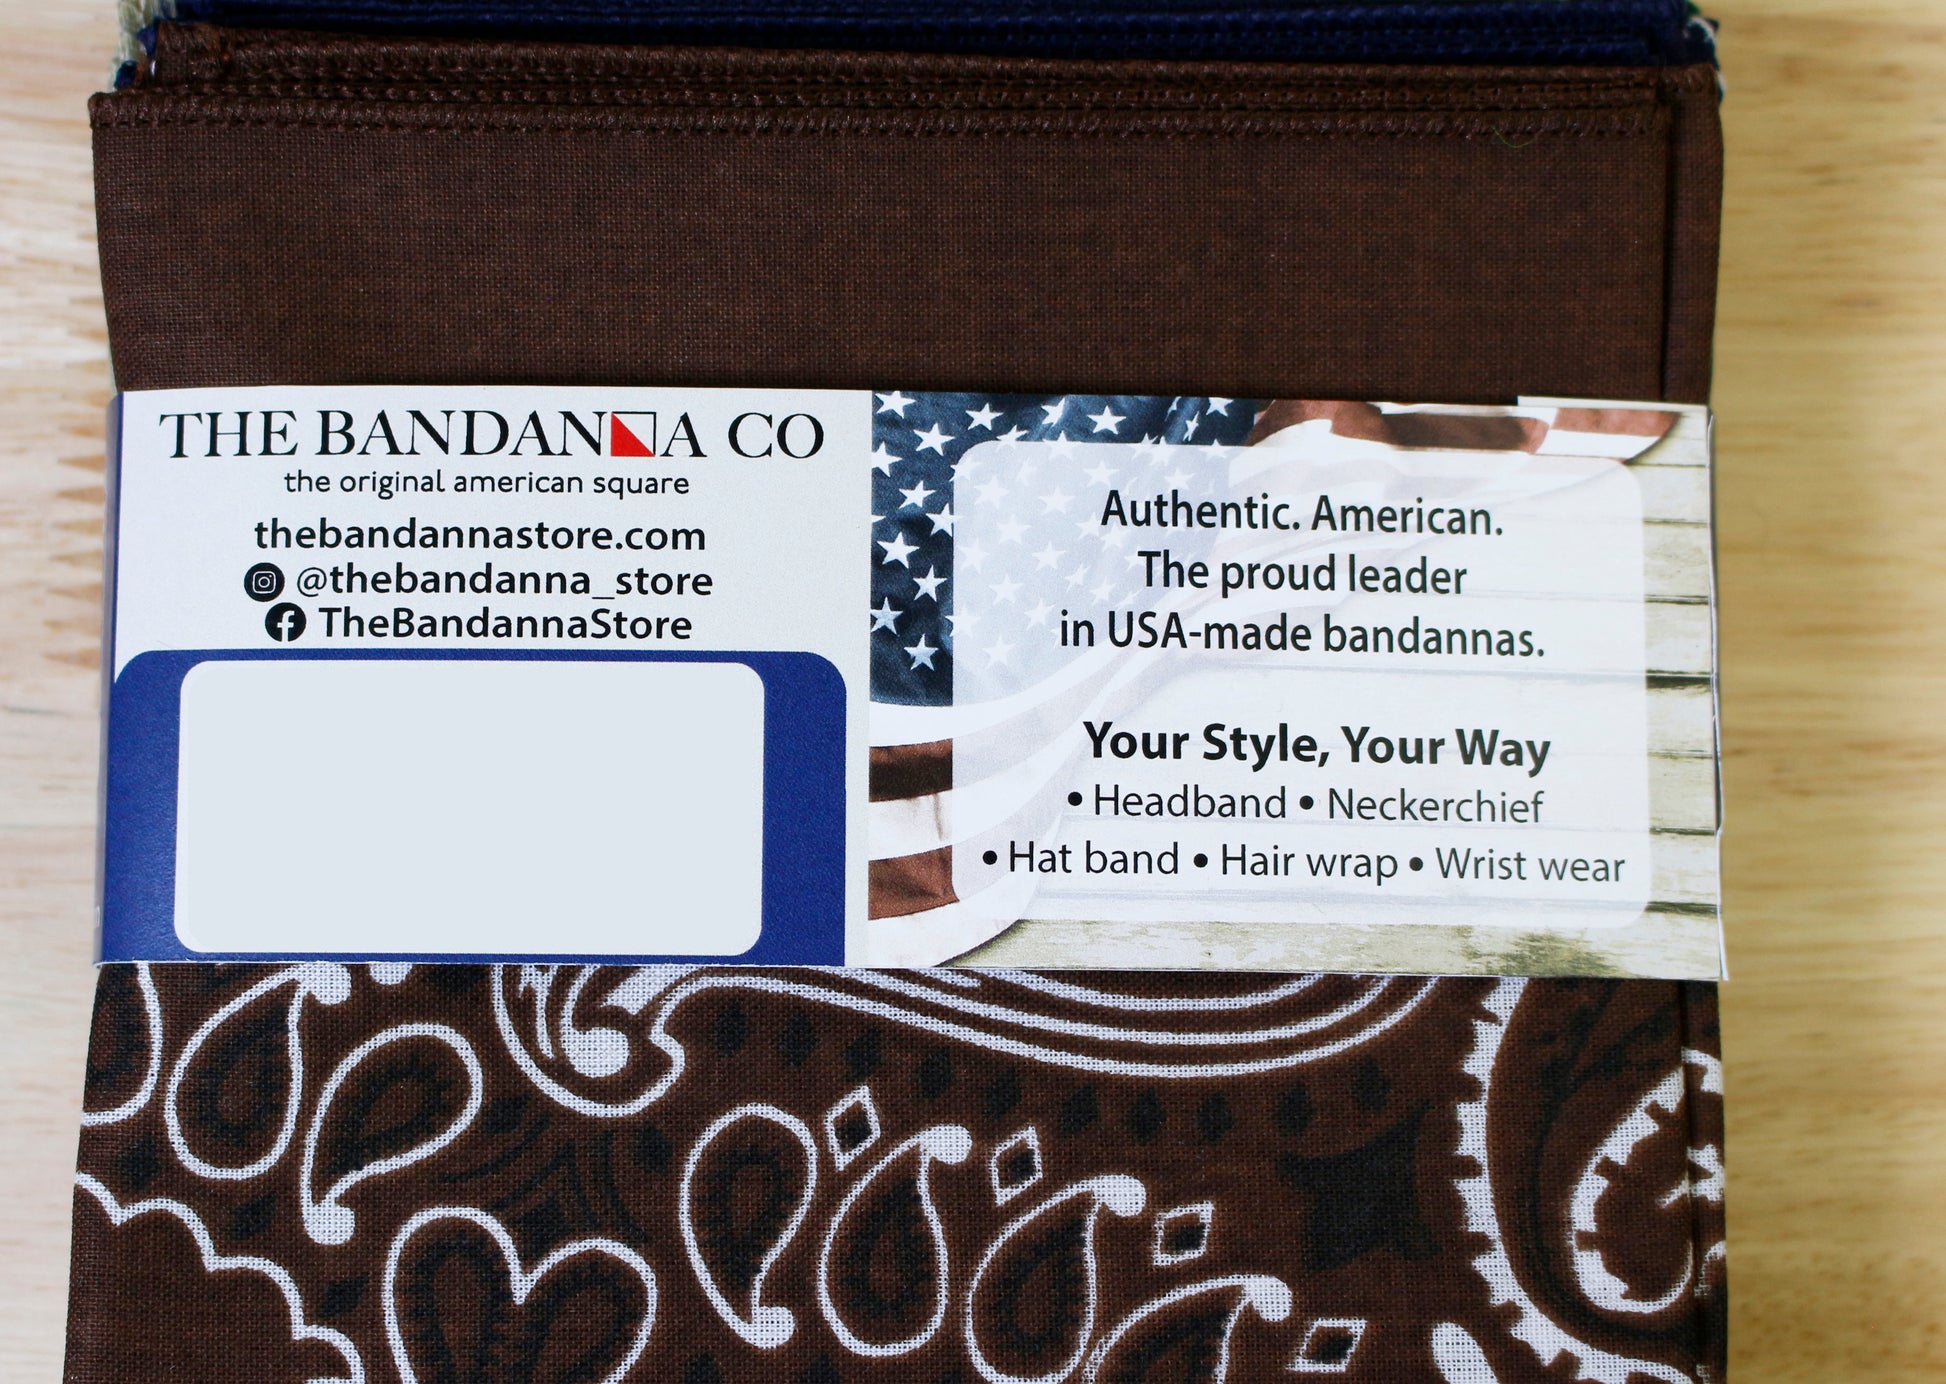 THE BANDANNA CO
the original american square
thebandannastore.com
@thebandanna_store
TheBandannaStore
Authentic. American.
The proud leader
in USA-made bandannas.
Your Style, Your Way
• Headband • Neckerchief
• Hat band • Hair wrap • Wrist wear